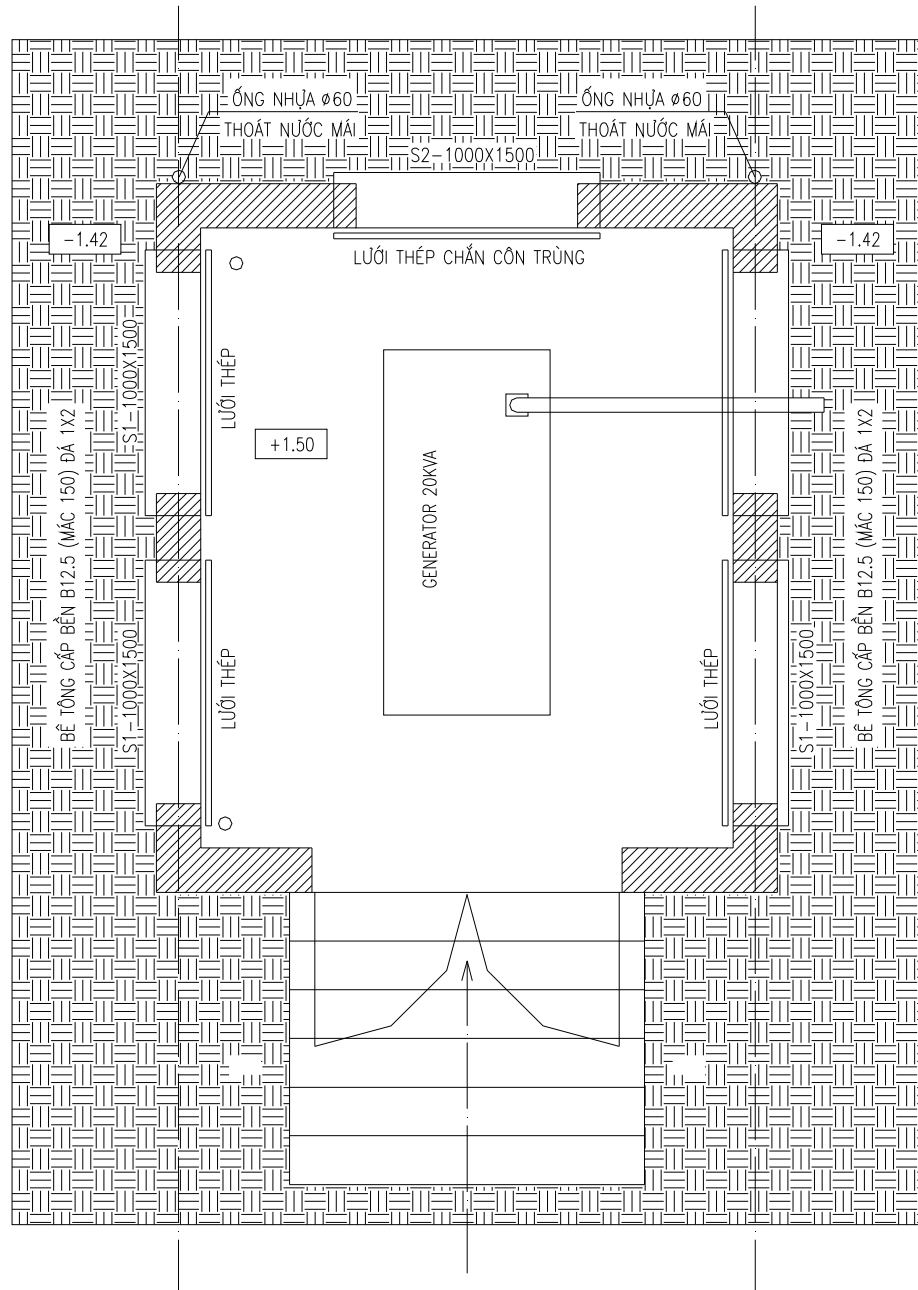 ỐNG NHỰA ø60
THOÁT NƯỚC MÁI
ỐNG NHỰA ø60
THOÁT NƯỚC MÁI
S2-1000X1500
-1.42
-1.42
LƯỚI THÉP CHẮN CÔN TRÙNG
S1-1000X1500
LƯỚI THÉP
+1.50
GENERATOR 20KVA
BÊ TÔNG CẤP BỀN B12.5 (MÁC 150) ĐÁ 1X2
BÊ TÔNG CẤP BỀN B12.5 (MÁC 150) ĐÁ 1X2
S1-1000X1500
LƯỚI THÉP
LƯỚI THÉP
S1-1000X1500